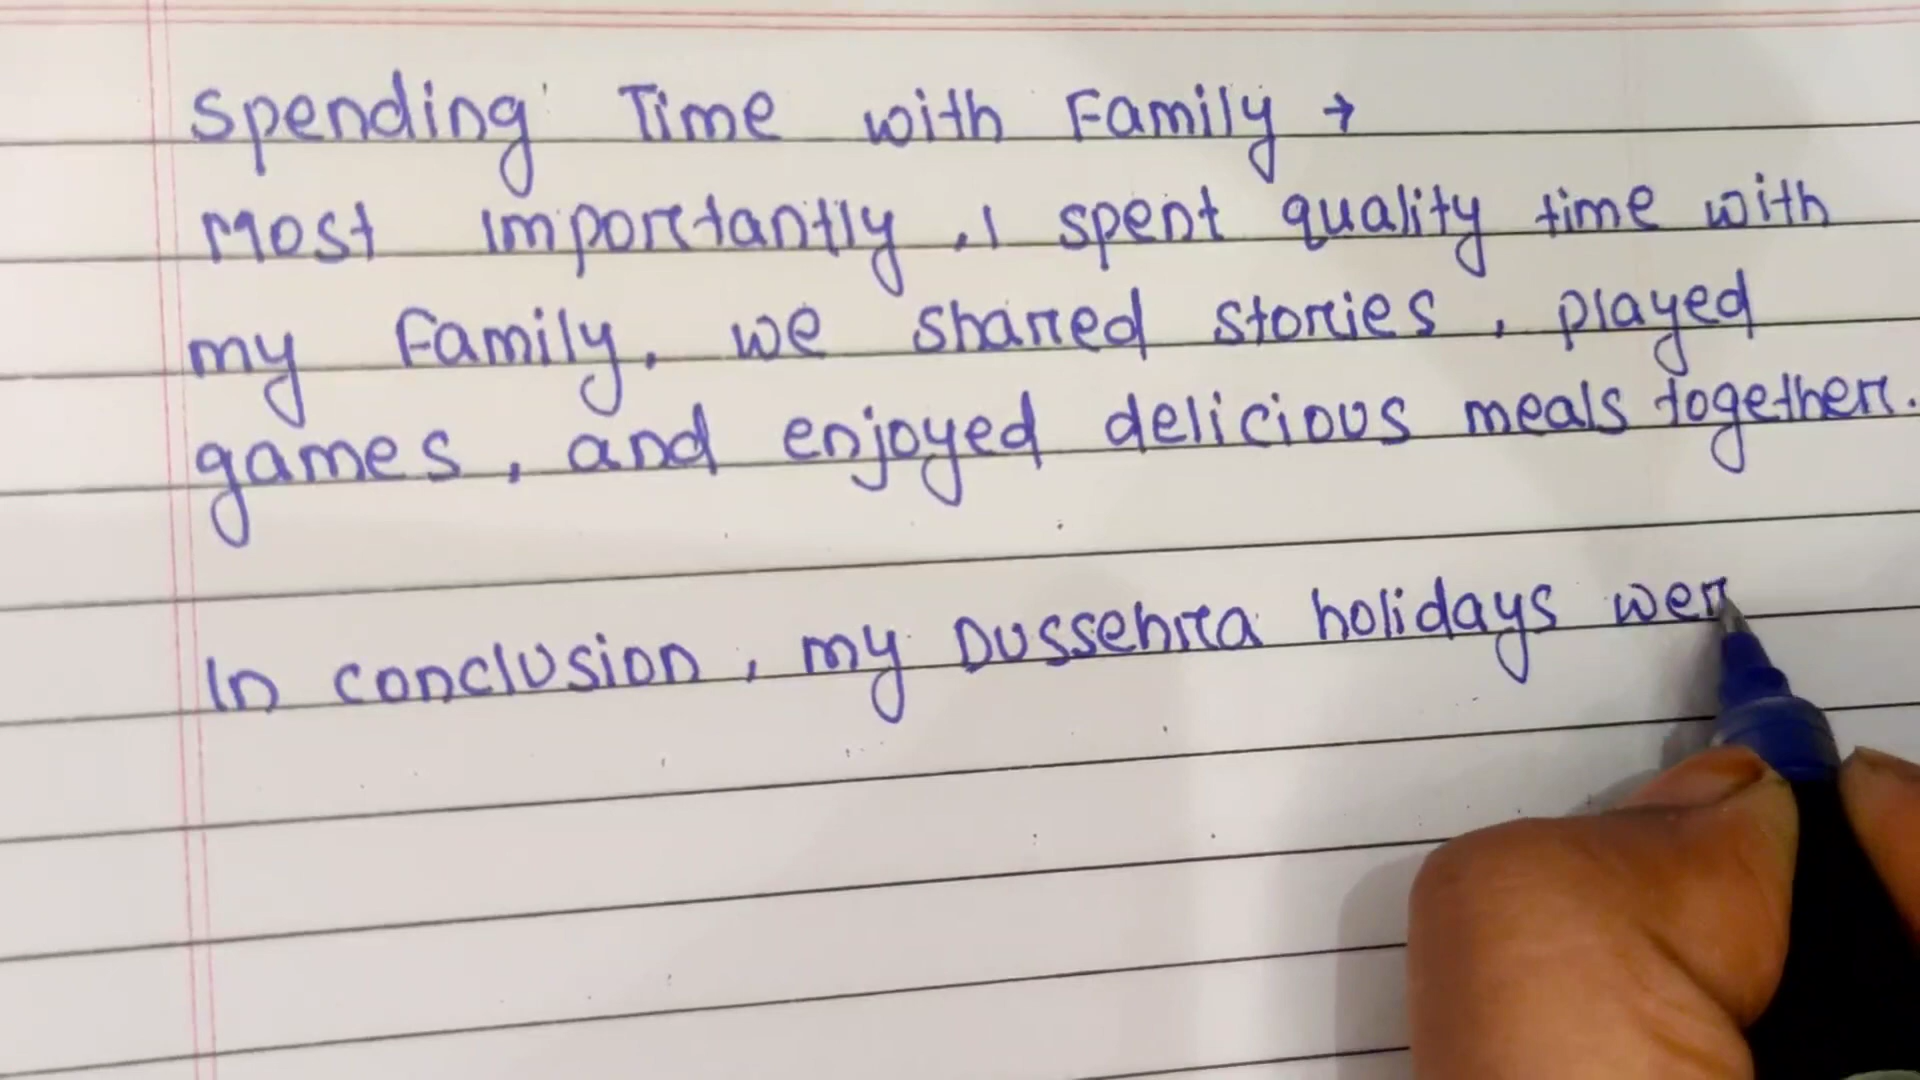 Spending Time with Family →
Most importantly, I spent quality time with
my Family. we shared stories, played
games, and enjoyed delicious meals together.
In conclusion, my Dussehra holidays wer